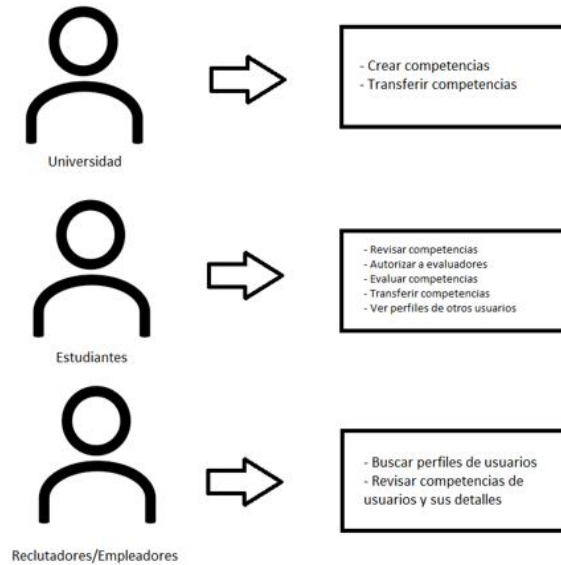 - Crear competencias
- Transferir competencias
Universidad
- Revisar competencias
- Autorizar a evaluadores
- Evaluar competencias
- Transferir competencias
- Ver perfiles de otros usuarios
Estudiantes
- Buscar perfiles de usuarios
- Revisar competencias de
usuarios y sus detalles
Reclutadores/Empleadores